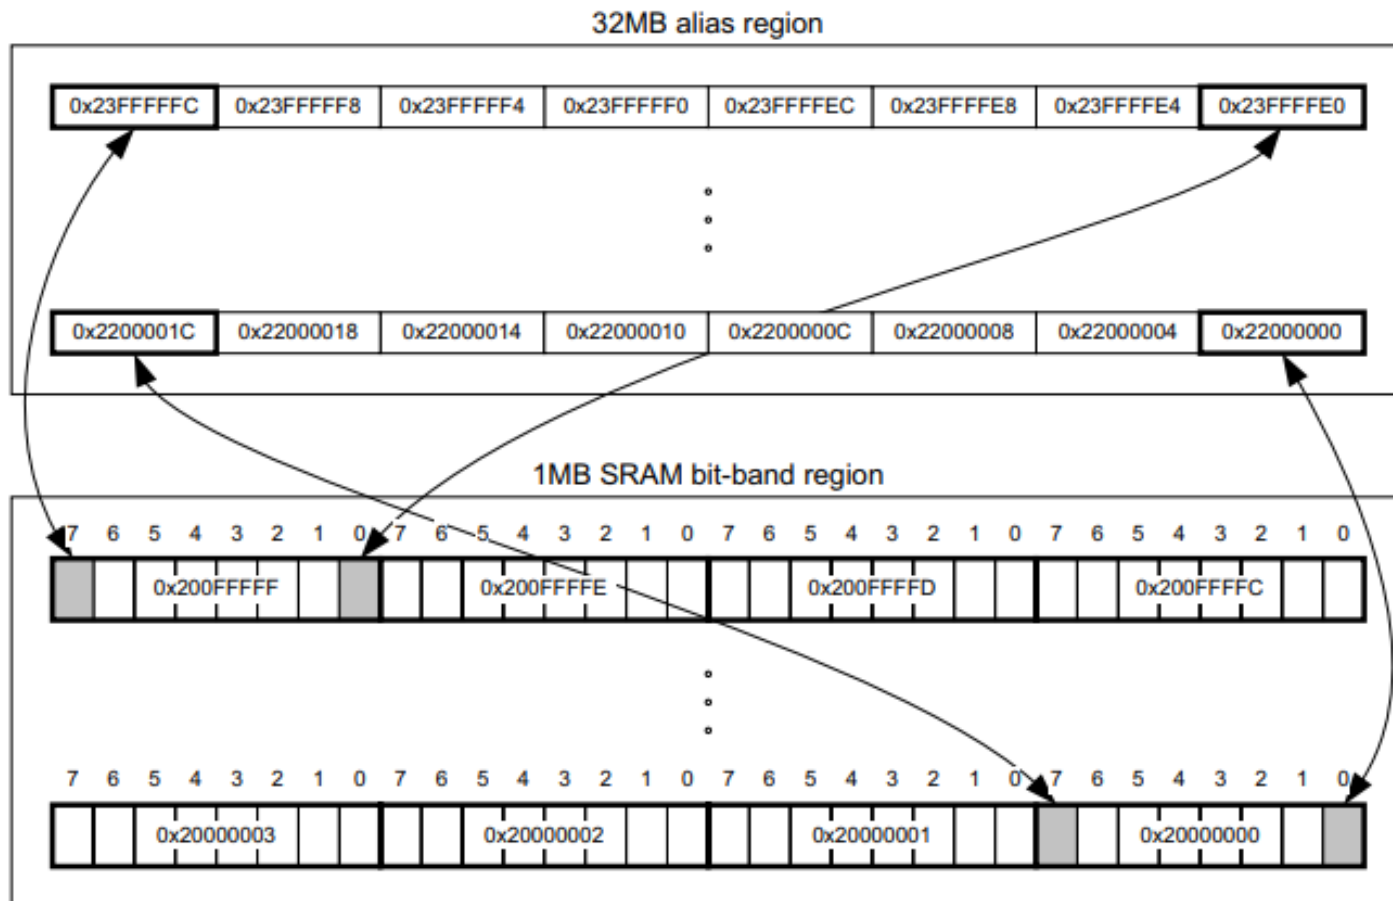 32MB alias region
0x23FFFFFC 0x23FFFFF8 0x23FFFFF4 0x23FFFFF0 0x23FFFFEC 0x23FFFFE8 0x23FFFFE4 0x23FFFFE0
0x2200001C 0x22000018 0x22000014 0x22000010 0x2200000C 0x22000008 0x22000004 0x22000000
1MB SRAM bit-band region
7 6 5 4 3 2 1 0 7 6 5 4 3 2 1 0 7 6 5 4 3 2 1 0 7 6 5 4 3 2 1 0
0x200FFFFF 0x200FFFFE 0x200FFFFD 0x200FFFFC
7 6 5 4 3 2 1 0 7 6 5 4 3 2 1 0 7 6 5 4 3 2 1 0 7 6 5 4 3 2 1 0
0x20000003 0x20000002 0x20000001 0x20000000